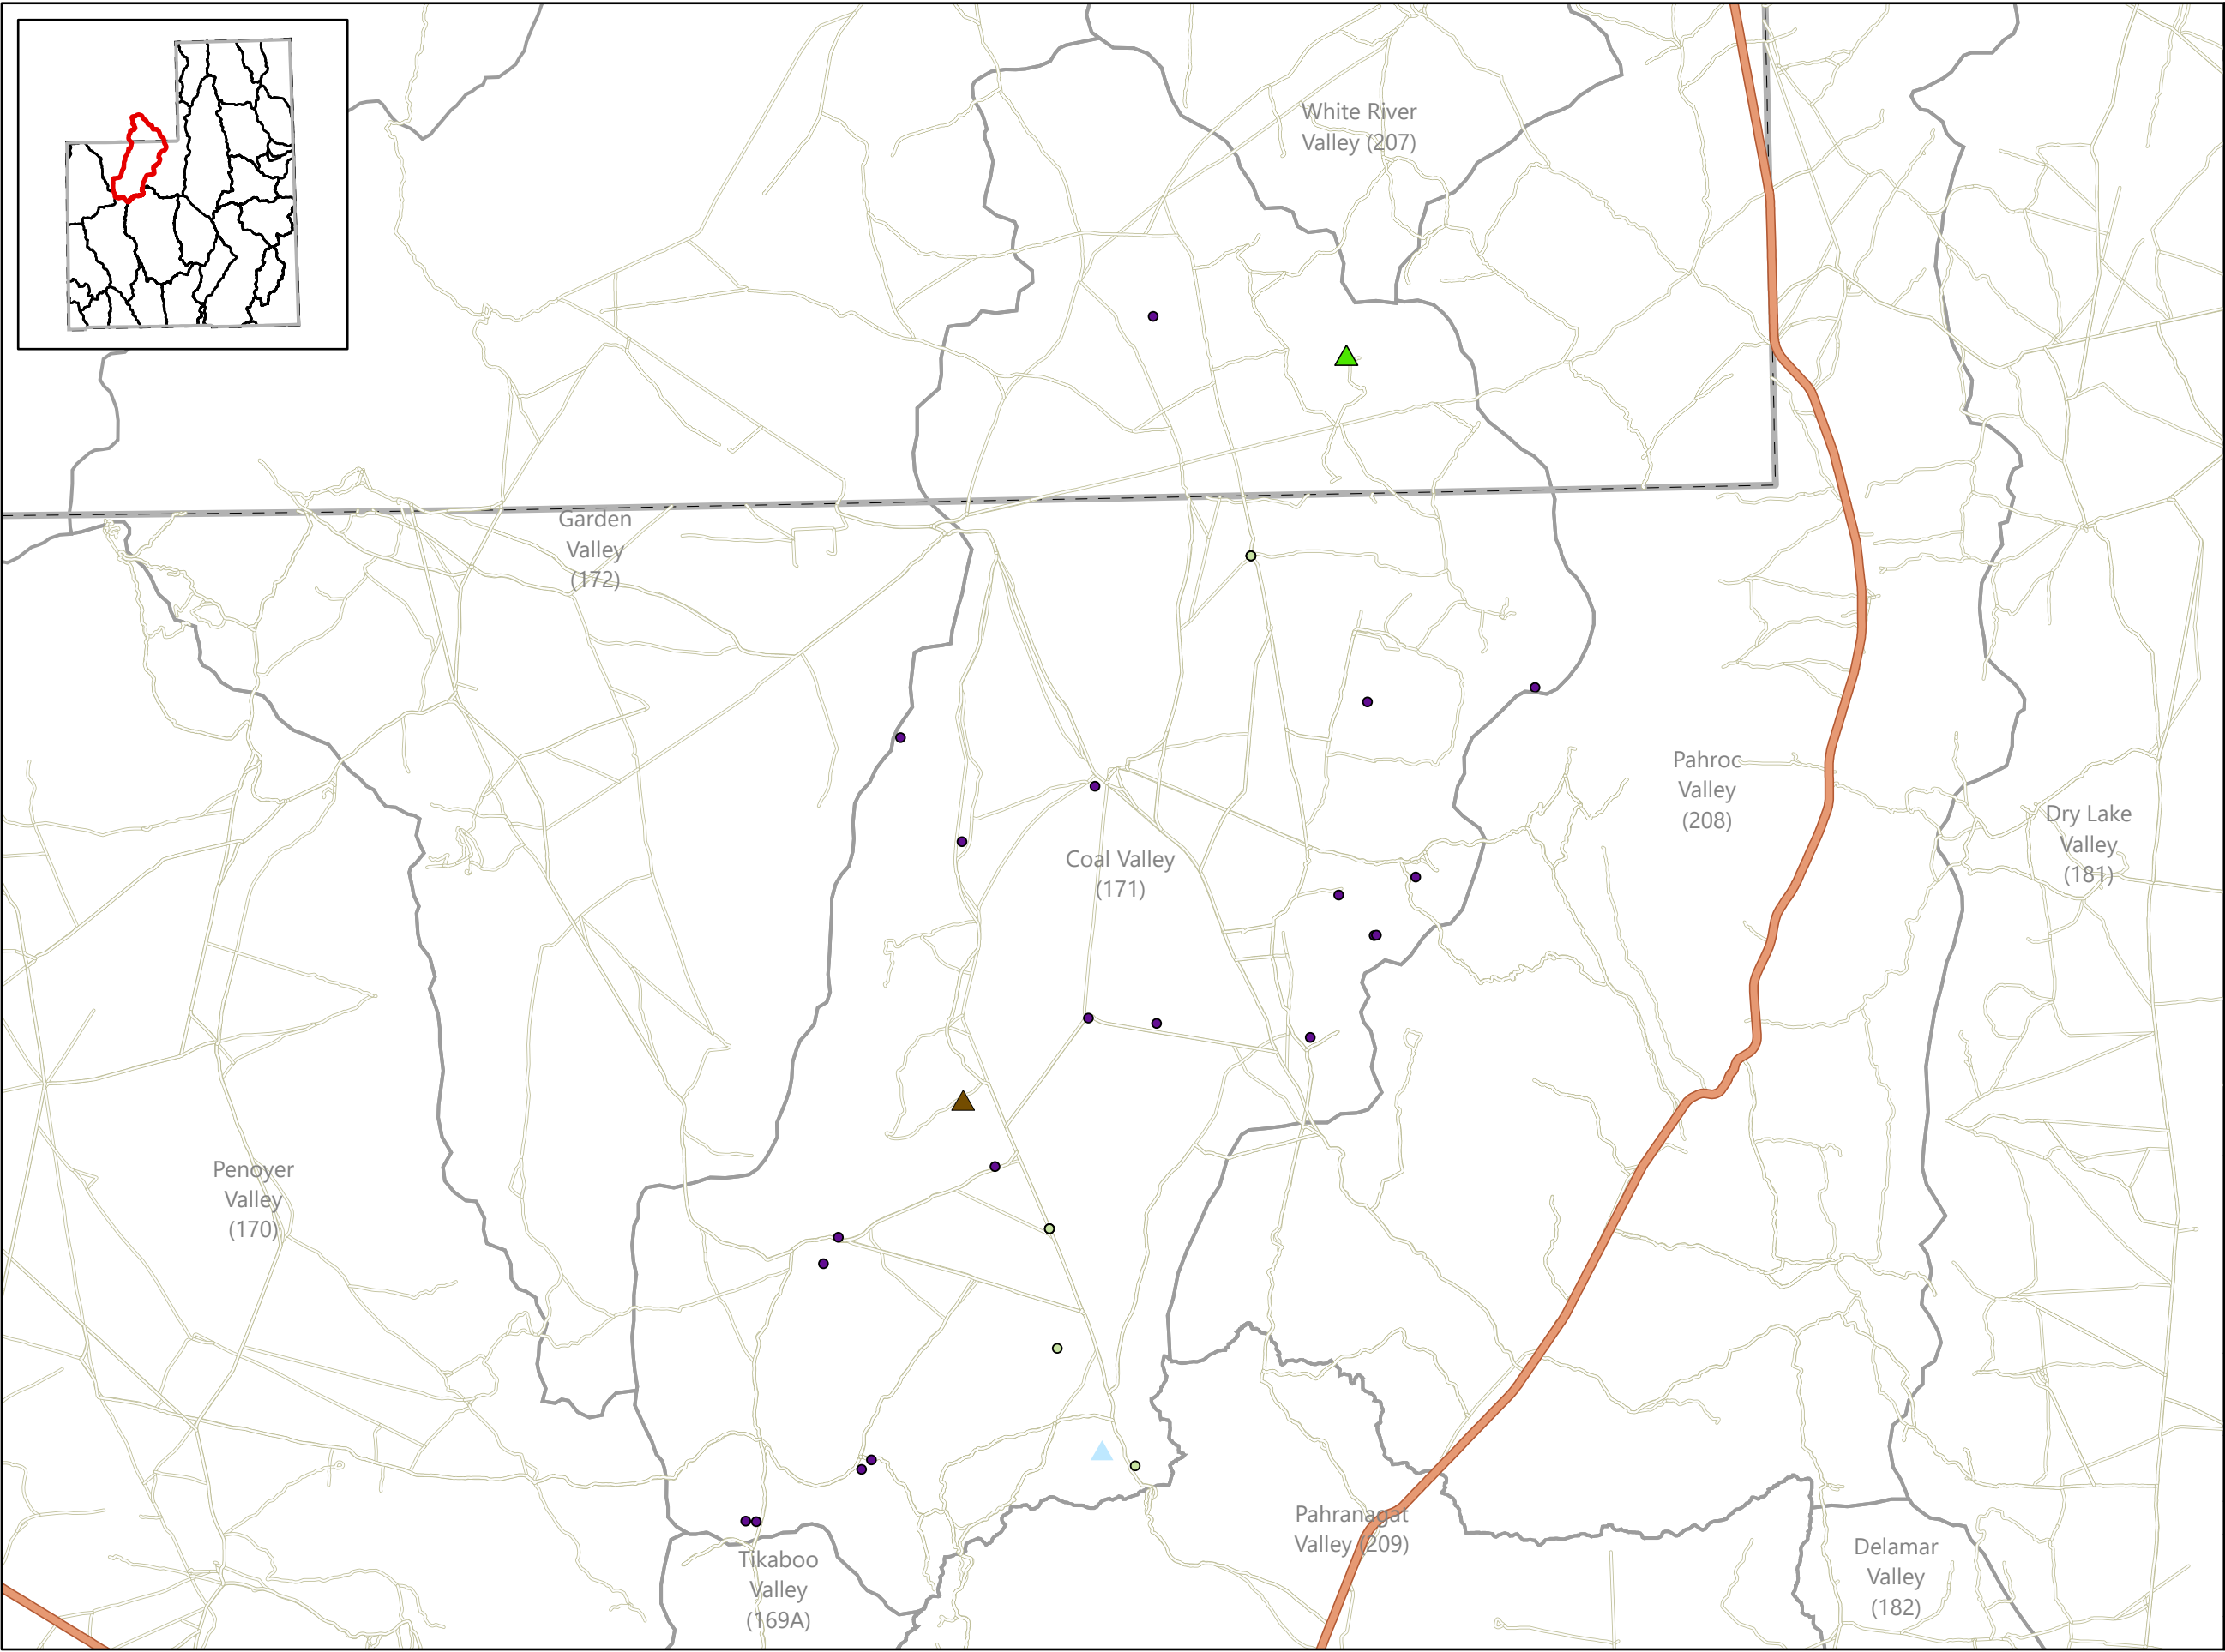 White River
Valley (207)
Garden
Valley
(172)
Pahroc
Valley
(208)
Dry Lake
Valley
(181)
Coal Valley
(171)
Penoyer
Valley
(170)
Pahranagat
Valley (209)
Tikaboo
Valley
(169A)
Delamar
Valley
(182)